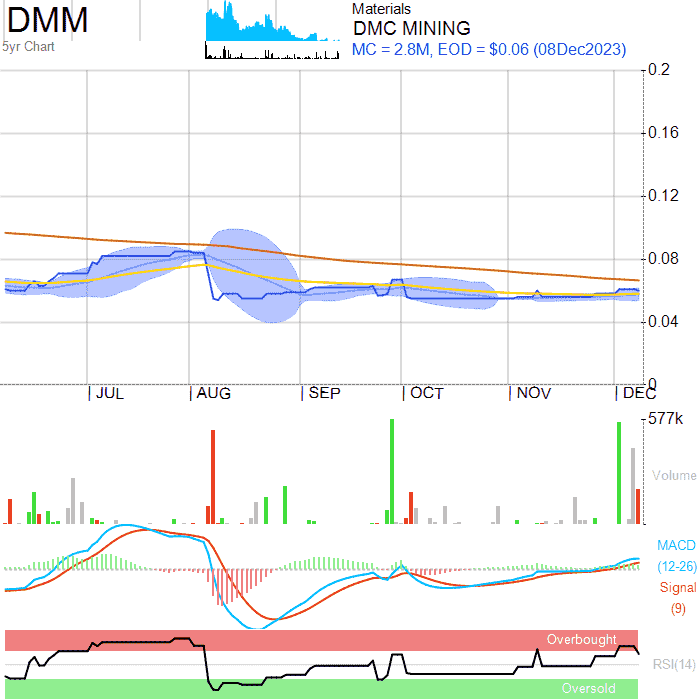 DMM
5yr Chart
Materials
DMC MINING
MC = 2.8M, EOD = $0.06 (08Dec2023)
0.2
0.16
0.12
0.08
0.04
0
JUL AUG SEP OCT NOV DEC
577k
Volume
MACD
(12-26)
Signal
(9)
Overbought
RSI(14)
Oversold